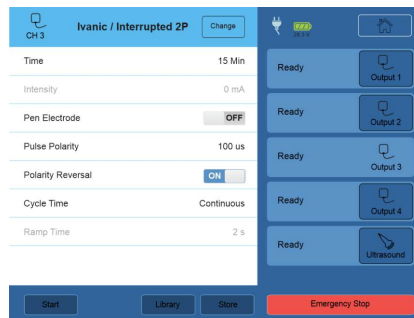 CH 3
Ivanic / Interrupted 2P
Change
Time
15 Min
Intensity
0 mA
Pen Electrode
OFF
Pulse Polarity
100 us
Polarity Reversal
ON
Cycle Time
Continuous
Ramp Time
2 s
Start
Library
Store
Ready
Output 1
Ready
Output 2
Ready
Output 3
Ready
Output 4
Ready
Ultrasound
Emergency Stop